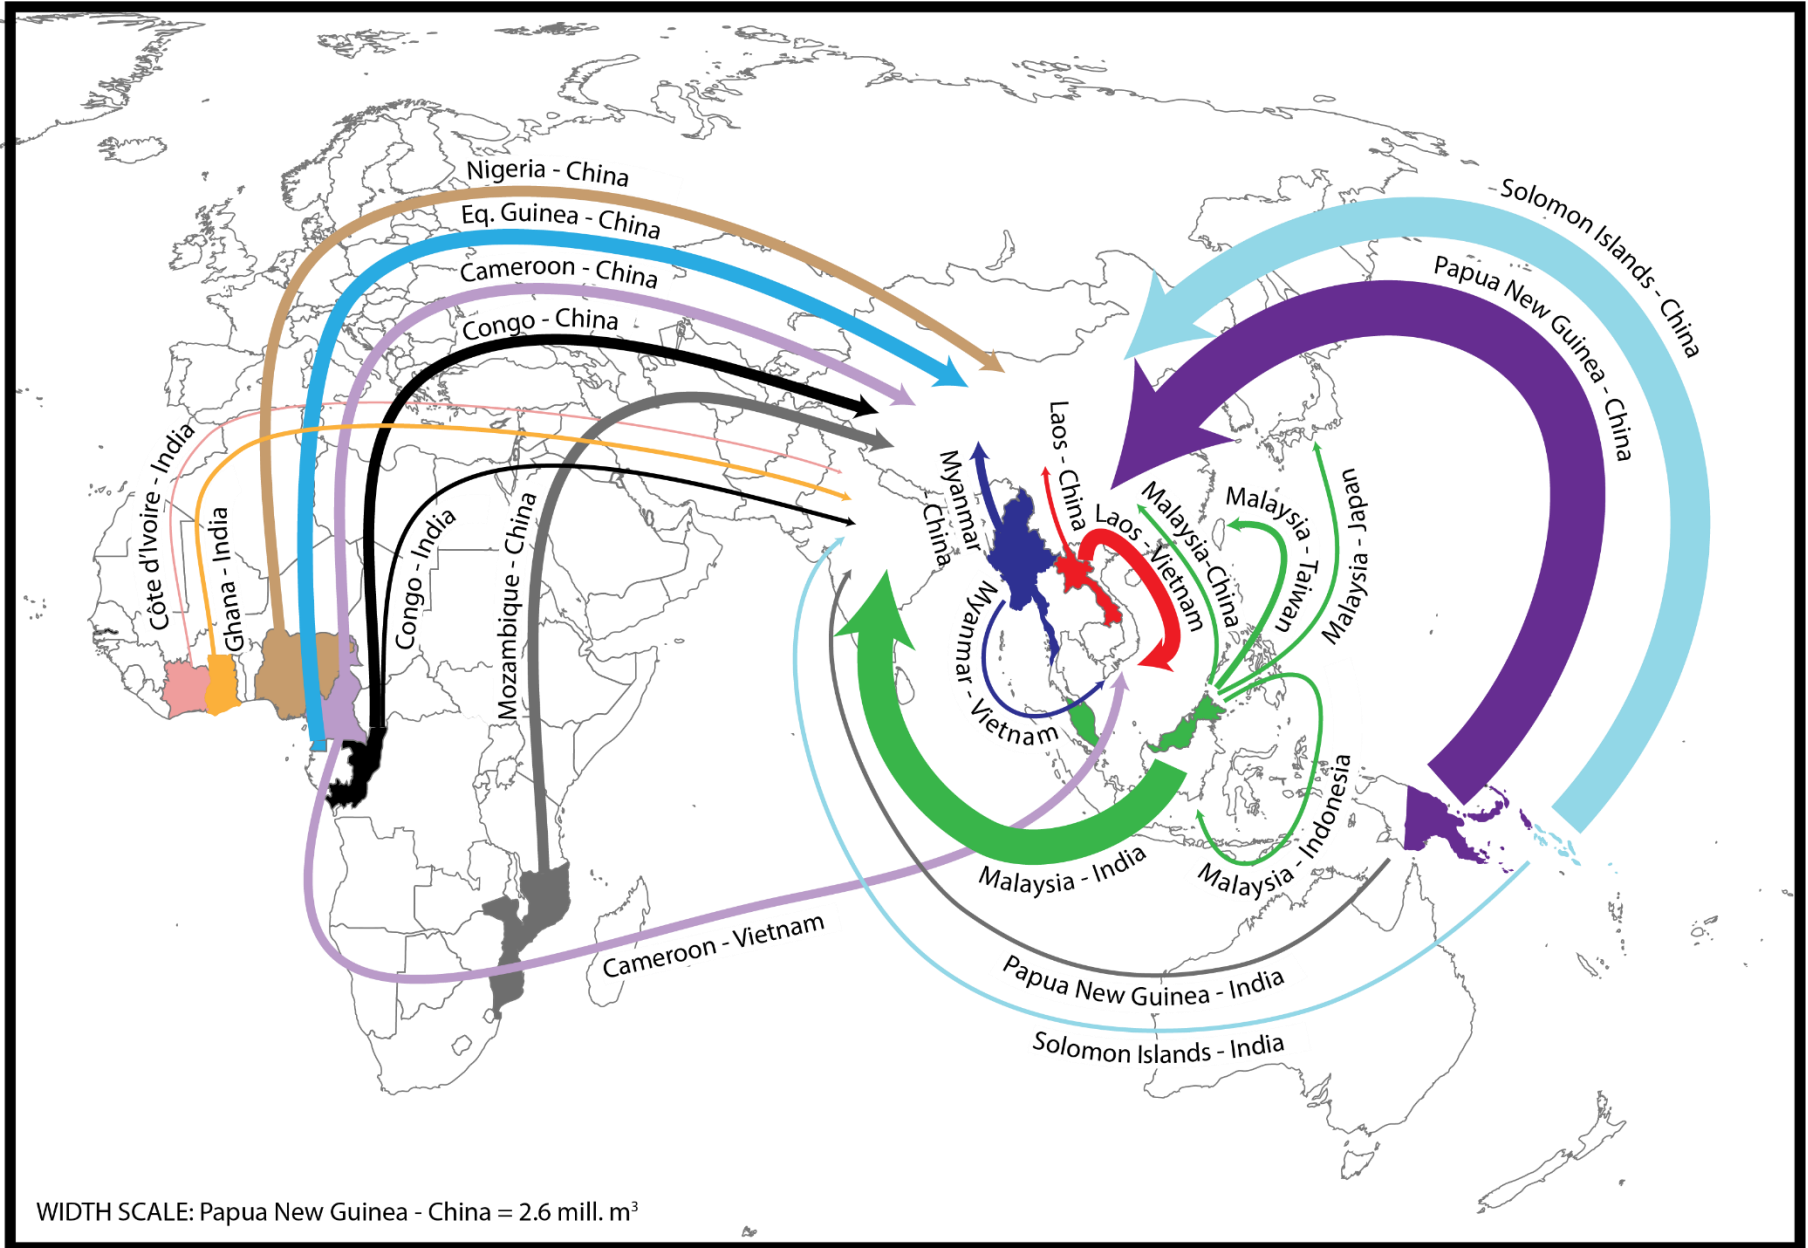 Nigeria - China
Eq. Guinea - China
Cameroon - China
Congo - China
Solomon Islands - China
Papua New Guinea - China
Côte d'Ivoire - India
Ghana - India
Congo - India
Mozambique - China
Myanmar
- China
Laos - China
Laos - Vietnam
Malaysia-China
Malaysia - Taiwan
Malaysia - Japan
Myanmar - Vietnam
Malaysia - India
Malaysia - Indonesia
Cameroon - Vietnam
Papua New Guinea - India
Solomon Islands - India
WIDTH SCALE: Papua New Guinea - China = 2.6 mill. m³